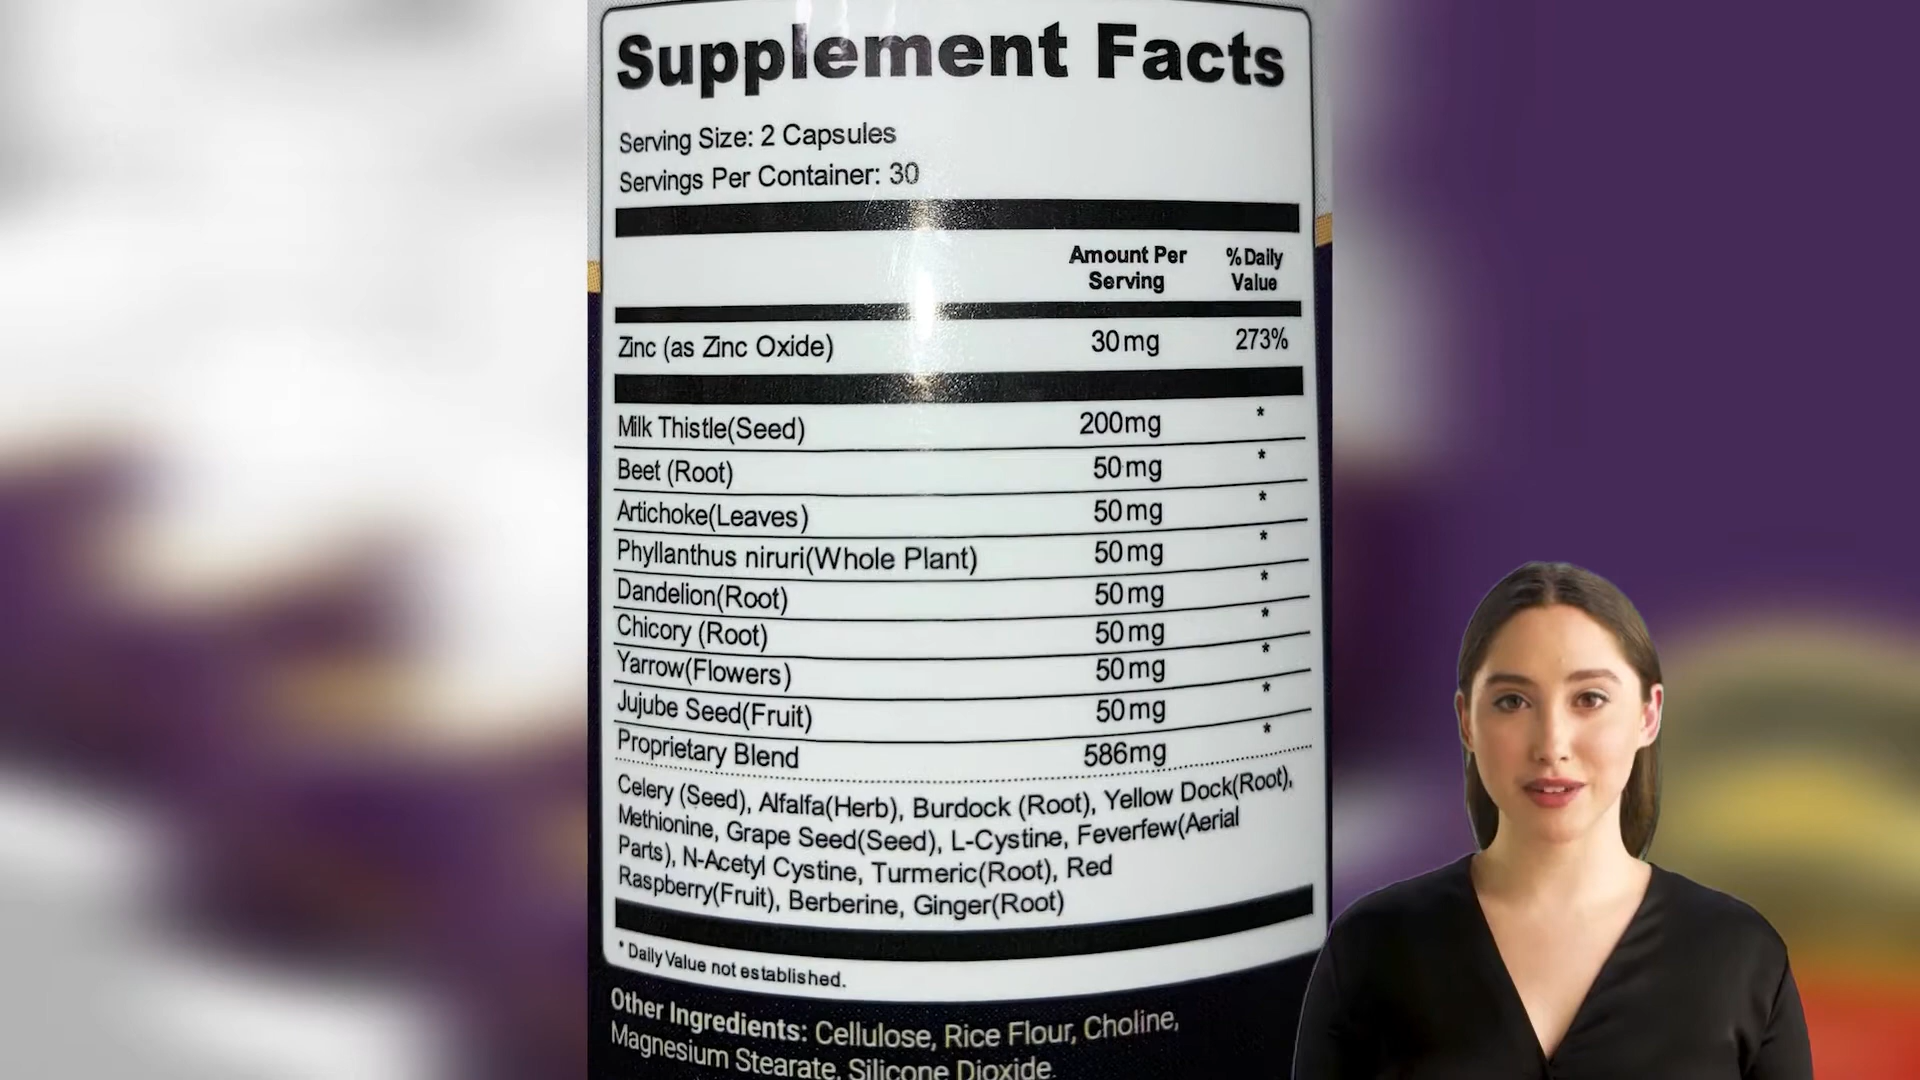 Supplement Facts
Serving Size: 2 Capsules
Servings Per Container: 30
Amount Per Serving
% Daily Value
Zinc (as Zinc Oxide) 30mg 273%
Milk Thistle(Seed) 200mg *
Beet (Root) 50mg *
Artichoke(Leaves) 50mg *
Phyllanthus niruri(Whole Plant) 50mg *
Dandelion(Root) 50mg *
Chicory (Root) 50mg *
Yarrow(Flowers) 50mg *
Jujube Seed(Fruit) 50mg *
Proprietary Blend 586mg *
Celery (Seed), Alfalfa(Herb), Burdock (Root), Yellow Dock(Root),
Methionine, Grape Seed(Seed), L-Cystine, Feverfew(Aerial
Parts), N-Acetyl Cystine, Turmeric(Root), Red
Raspberry(Fruit), Berberine, Ginger(Root)
* Daily Value not established.
Other Ingredients: Cellulose, Rice Flour, Choline,
Magnesium Stearate, Silicone Dioxide.